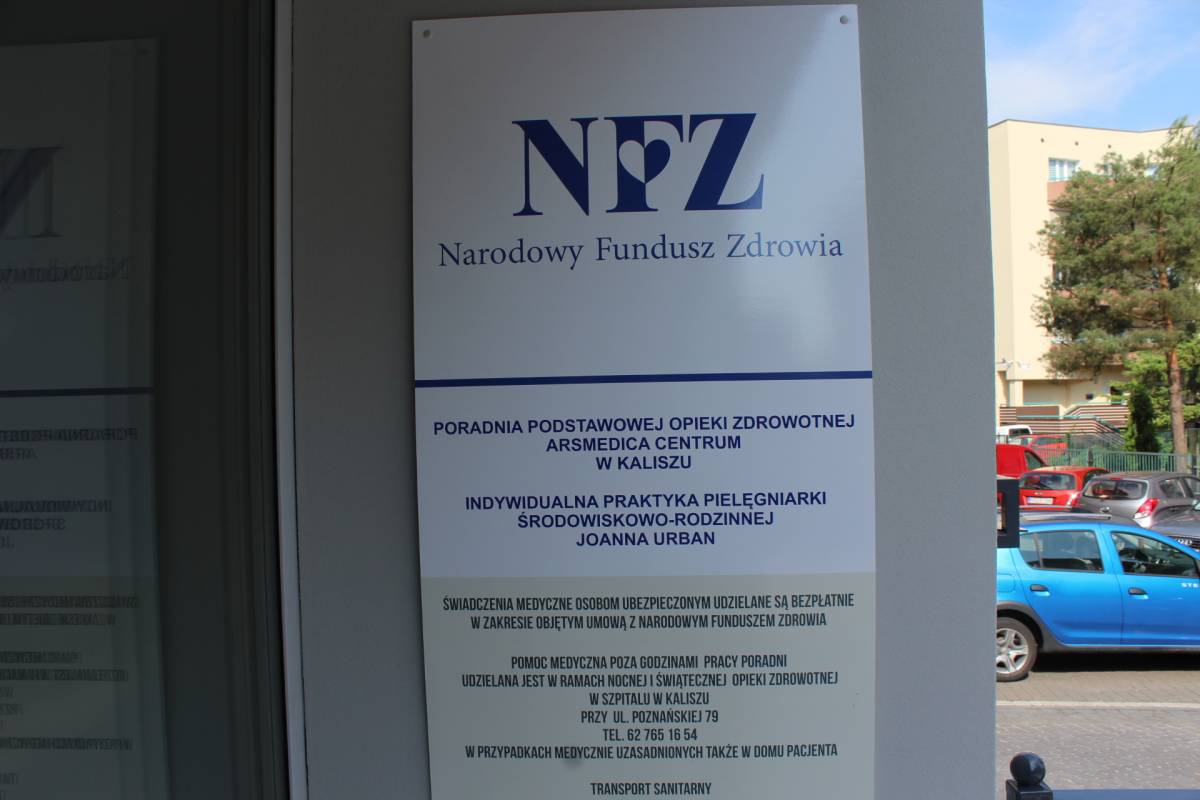 NFZ
Narodowy Fundusz Zdrowia
PORADNIA PODSTAWOWEJ OPIEKI ZDROWOTNEJ
ARSMEDICA CENTRUM
W KALISZU
INDYWIDUALNA PRAKTYKA PIELĘGNIARKI
ŚRODOWISKOWO-RODZINNEJ
JOANNA URBAN
ŚWIADCZENIA MEDYCZNE OSOBOM UBEZPIECZONYM UDZIELANE SĄ BEZPŁATNIE
W ZAKRESIE OBJĘTYM UMOWĄ Z NARODOWYM FUNDUSZEM ZDROWIA
POMOC MEDYCZNA POZA GODZINAMI PRACY PORADNI
UDZIELANA JEST W RAMACH NOCNEJ I ŚWIĄTECZNEJ OPIEKI ZDROWOTNEJ
W SZPITALU W KALISZU
PRZY UL. POZNAŃSKIEJ 79
TEL. 62 765 16 54
W PRZYPADKACH MEDYCZNIE UZASADNIONYCH TAKŻE W DOMU PACJENTA
TRANSPORT SANITARNY